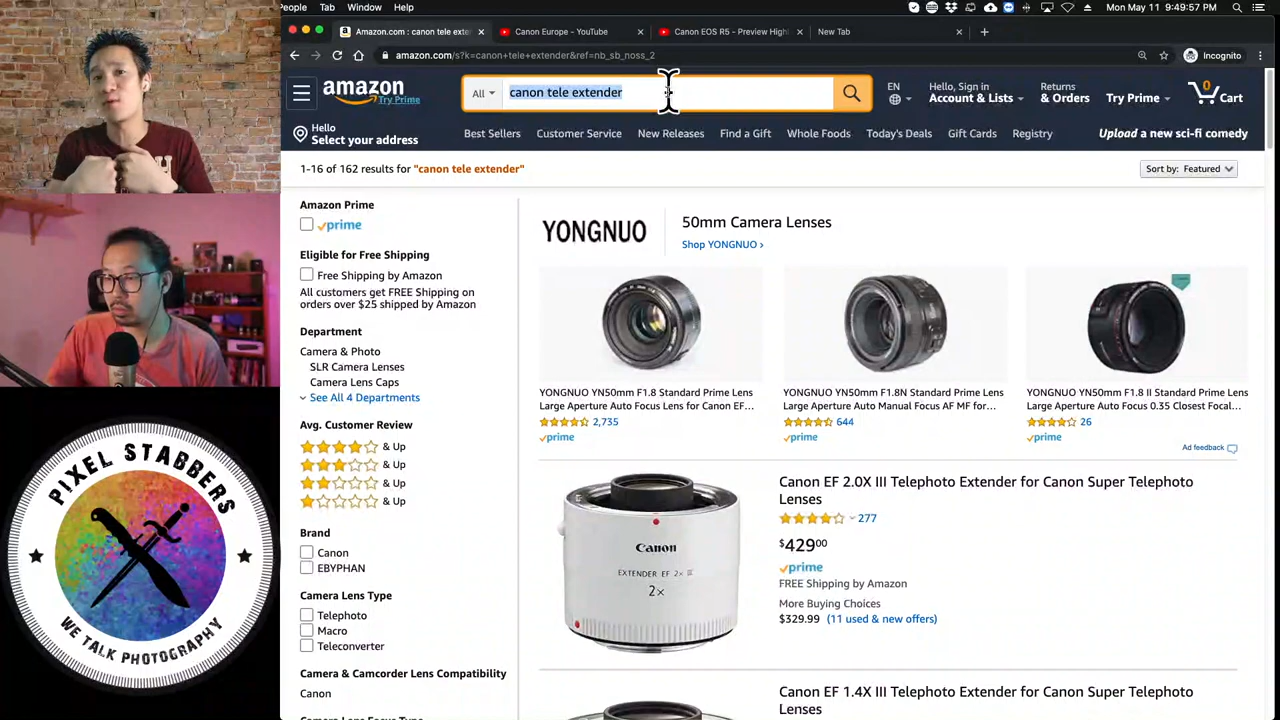 People Tab Window Help
Mon May 11 3:09:57 PM
Amazon.com : canon tele exte
Canon Europe - YouTube
Canon EOS R5 - Preview High
New Tab
amazon.com/s?k=canon+tele+extender&ref=nb_sb_noss_2
Incognito
amazon
Try Prime
All
canon tele extender
EN
Hello, Sign in
Account & Lists
Returns
& Orders
Try Prime
0
Cart
Hello
Select your address
Best Sellers
Customer Service
New Releases
Find a Gift
Whole Foods
Today's Deals
Gift Cards
Registry
Upload a new sci-fi comedy
1-16 of 162 results for "canon tele extender"
Sort by: Featured
Amazon Prime
prime
Eligible for Free Shipping
Free Shipping by Amazon
All customers get FREE Shipping on
orders over $25 shipped by Amazon
Department
Camera & Photo
SLR Camera Lenses
Camera Lens Caps
See All 4 Departments
Avg. Customer Review
& Up
& Up
& Up
& Up
Brand
Canon
EBYPHAN
Camera Lens Type
Telephoto
Macro
Teleconverter
Camera & Camcorder Lens Compatibility
Canon
YONGNUO
50mm Camera Lenses
Shop YONGNUO ›
YONGNUO YN50mm F1.8 Standard Prime Lens
Large Aperture Auto Focus Lens for Canon EF...
2,735
prime
YONGNUO YN50mm F1.8N Standard Prime Lens
Large Aperture Auto Manual Focus AF MF for...
644
prime
YONGNUO YN50mm F1.8 II Standard Prime Lens
Large Aperture Auto Focus 0.35 Closest Focal...
26
prime
Ad feedback
Canon
EXTENDER EF 2× III
2×
Canon EF 2.0X III Telephoto Extender for Canon Super Telephoto
Lenses
277
$429 00
prime
FREE Shipping by Amazon
More Buying Choices
$329.99 (11 used & new offers)
Canon EF 1.4X III Telephoto Extender for Canon Super Telephoto
Lenses
PIXEL STABBERS
WE TALK PHOTOGRAPHY